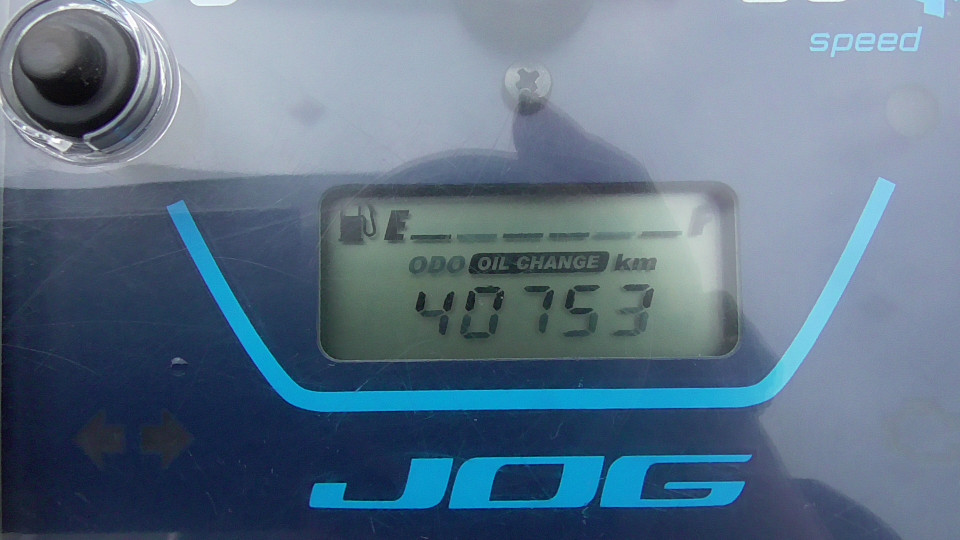 speed
E F
ODO OIL CHANGE km
40753
JOG